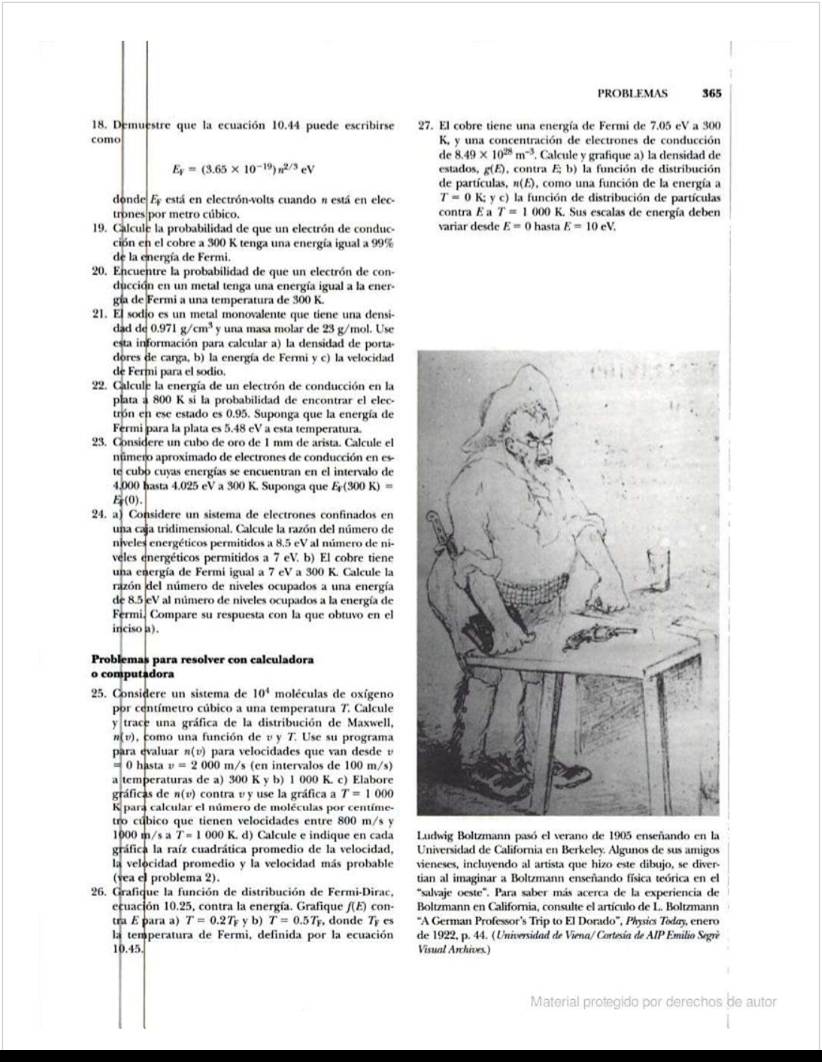 PROBLEMAS 365
18. Demuestre que la ecuación 10.44 puede escribirse
como
E_F = (3.65 × 10⁻¹⁹) n^{2/3} eV
donde E_F está en electrón-volts cuando n está en elec-
trones por metro cúbico.
19. Calcule la probabilidad de que un electrón de conduc-
ción en el cobre a 300 K tenga una energía igual a 99%
de la energía de Fermi.
20. Encuentre la probabilidad de que un electrón de con-
ducción en un metal tenga una energía igual a la ener-
gía de Fermi a una temperatura de 300 K.
21. El sodio es un metal monovalente que tiene una densi-
dad de 0.971 g/cm³ y una masa molar de 23 g/mol. Use
esta información para calcular a) la densidad de porta-
dores de carga, b) la energía de Fermi y c) la velocidad
de Fermi para el sodio.
22. Calcule la energía de un electrón de conducción en la
plata a 800 K si la probabilidad de encontrar el elec-
trón en ese estado es 0.95. Suponga que la energía de
Fermi para la plata es 5.48 eV a esta temperatura.
23. Considere un cubo de oro de 1 mm de arista. Calcule el
número aproximado de electrones de conducción en es-
te cubo cuyas energías se encuentran en el intervalo de
4.000 hasta 4.025 eV a 300 K. Suponga que E_F(300 K) =
E_F(0).
24. a) Considere un sistema de electrones confinados en
una caja tridimensional. Calcule la razón del número de
niveles energéticos permitidos a 8.5 eV al número de ni-
veles energéticos permitidos a 7 eV. b) El cobre tiene
una energía de Fermi igual a 7 eV a 300 K. Calcule la
razón del número de niveles ocupados a una energía
de 8.5 eV al número de niveles ocupados a la energía de
Fermi. Compare su respuesta con la que obtuvo en el
inciso a).
Problemas para resolver con calculadora
o computadora
25. Considere un sistema de 10⁴ moléculas de oxígeno
por centímetro cúbico a una temperatura T. Calcule
y trace una gráfica de la distribución de Maxwell,
n(v), como una función de v y T. Use su programa
para evaluar n(v) para velocidades que van desde v
= 0 hasta v = 2 000 m/s (en intervalos de 100 m/s)
a temperaturas de a) 300 K y b) 1 000 K. c) Elabore
gráficas de n(v) contra v y use la gráfica a T = 1 000
K para calcular el número de moléculas por centíme-
tro cúbico que tienen velocidades entre 800 m/s y
1000 m/s a T = 1 000 K. d) Calcule e indique en cada
gráfica la raíz cuadrática promedio de la velocidad,
la velocidad promedio y la velocidad más probable
(vea el problema 2).
26. Grafique la función de distribución de Fermi-Dirac,
ecuación 10.25, contra la energía. Grafique f(E) con-
tra E para a) T = 0.2T_F y b) T = 0.5T_F, donde T_F es
la temperatura de Fermi, definida por la ecuación
10.45.
27. El cobre tiene una energía de Fermi de 7.05 eV a 300
K, y una concentración de electrones de conducción
de 8.49 × 10²⁸ m⁻³. Calcule y grafique a) la densidad de
estados, g(E), contra E; b) la función de distribución
de partículas, n(E), como una función de la energía a
T = 0 K; y c) la función de distribución de partículas
contra E a T = 1 000 K. Sus escalas de energía deben
variar desde E = 0 hasta E = 10 eV.
Ludwig Boltzmann pasó el verano de 1905 enseñando en la
Universidad de California en Berkeley. Algunos de sus amigos
vieneses, incluyendo al artista que hizo este dibujo, se diver-
tian al imaginar a Boltzmann enseñando física teórica en el
"salvaje oeste". Para saber más acerca de la experiencia de
Boltzmann en California, consulte el artículo de L. Boltzmann
"A German Professor's Trip to El Dorado", Physics Today, enero
de 1922, p. 44. (Universidad de Viena/Cortesía de AIP Emilio Segrè
Visual Archives.)
Material protegido por derechos de autor